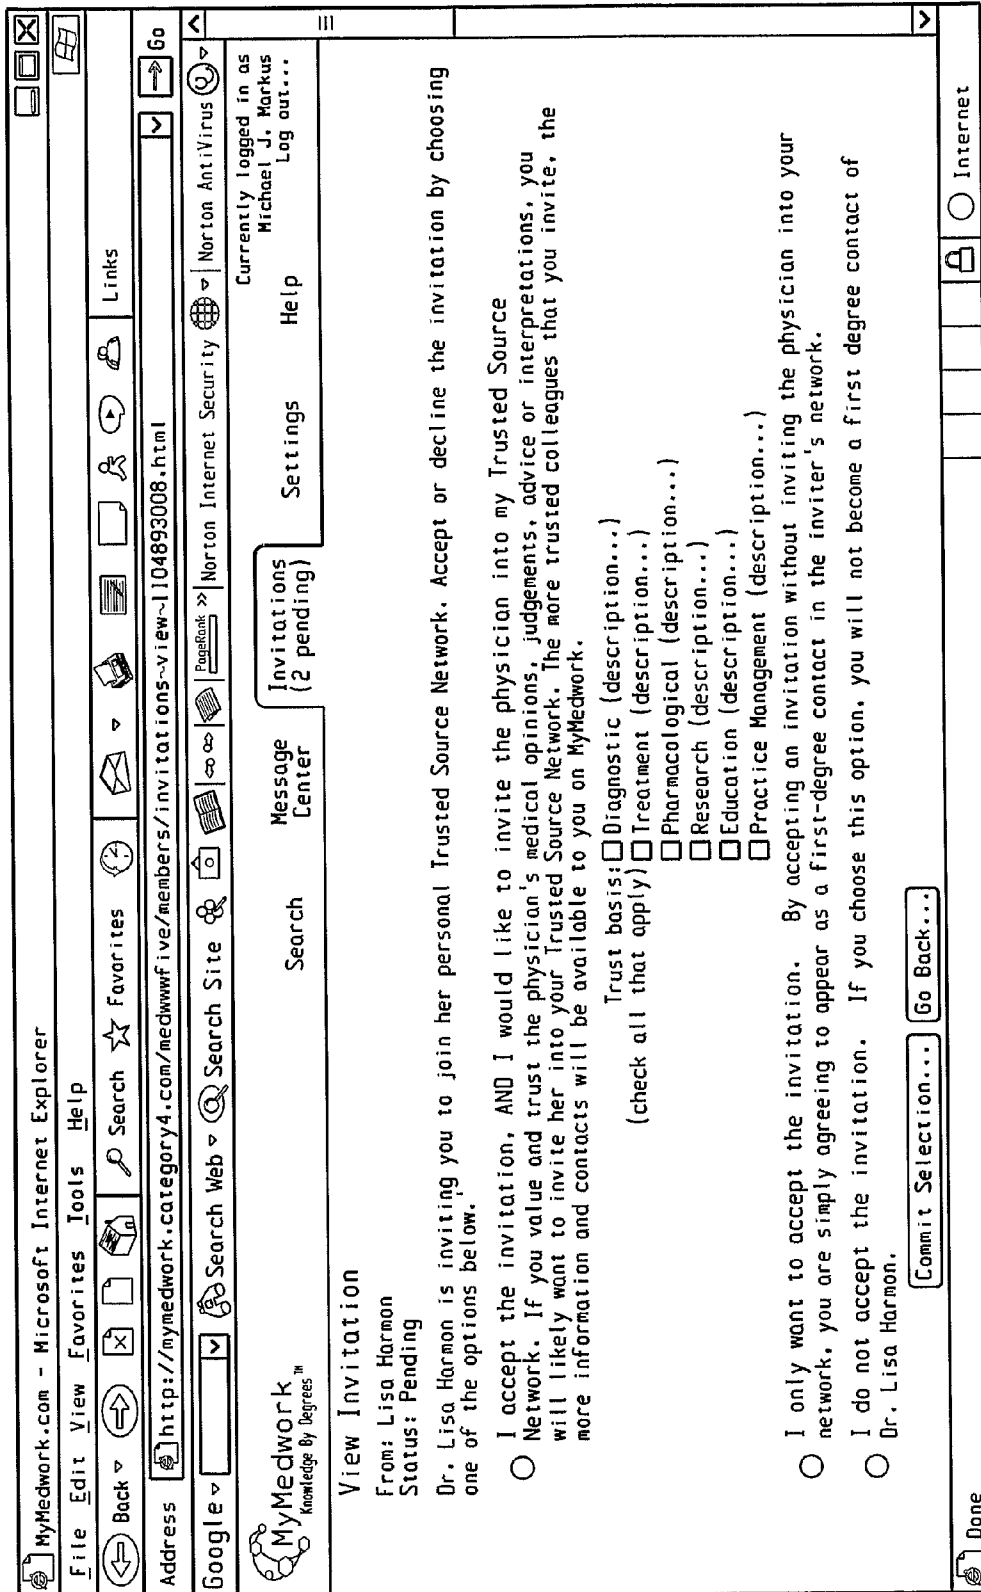 MyMedwork.com - Microsoft Internet Explorer
File Edit View Favorites Tools Help
Back Search Favorites Links
Address http://mymedwork.category4.com/medwwwfive/members/invitations~view~1104893008.html Go
Google Search Web Search Site PageRank >> Norton Internet Security Norton AntiVirus
Currently logged in as
Michael J. Markus
Log out...
MyMedwork
Knowledge By Degrees™
Search
Message
Center
Invitations
(2 pending)
Settings
Help
View Invitation
From: Lisa Harmon
Status: Pending
Dr. Lisa Harmon is inviting you to join her personal Trusted Source Network. Accept or decline the invitation by choosing
one of the options below.
I accept the invitation, AND I would like to invite the physician into my Trusted Source
Network. If you value and trust the physician's medical opinions, judgements, advice or interpretations, you
will likely want to invite her into your Trusted Source Network. The more trusted colleagues that you invite, the
more information and contacts will be available to you on MyMedwork.
Trust basis: Diagnostic (description...)
(check all that apply) Treatment (description...)
Pharmacological (description...)
Research (description...)
Education (description...)
Practice Management (description...)
I only want to accept the invitation. By accepting an invitation without inviting the physician into your
network, you are simply agreeing to appear as a first-degree contact in the inviter's network.
I do not accept the invitation. If you choose this option, you will not become a first degree contact of
Dr. Lisa Harmon.
Commit Selection... Go Back...
Done Internet